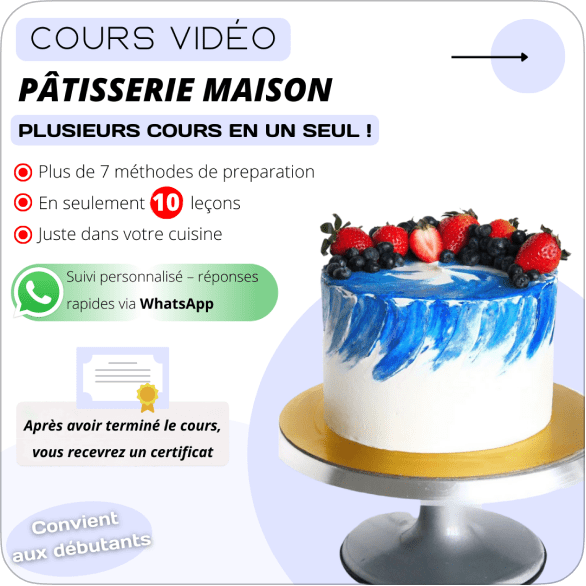 COURS VIDÉO
PÂTISSERIE MAISON
PLUSIEURS COURS EN UN SEUL !
Plus de 7 méthodes de preparation
En seulement 10 leçons
Juste dans votre cuisine
Suivi personnalisé – réponses
rapides via WhatsApp
Après avoir terminé le cours,
vous recevrez un certificat
Convient
aux débutants